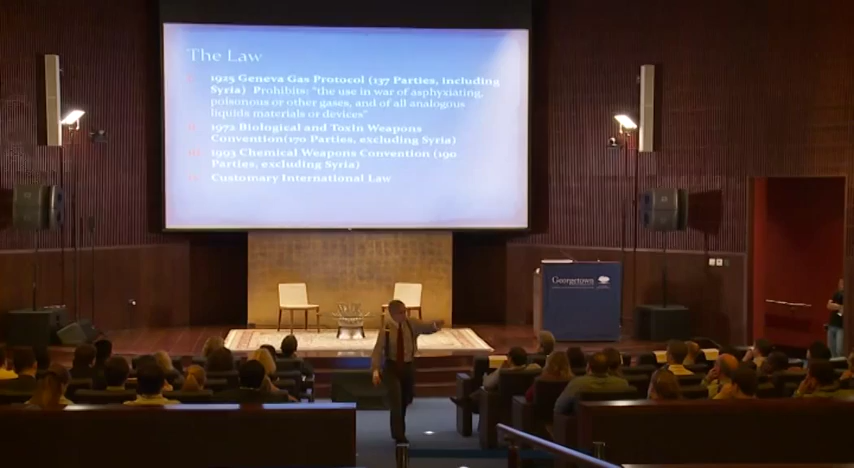 The Law
1925 Geneva Gas Protocol (137 Parties, including
Syria) Prohibits: "the use in war of asphyxiating,
poisonous or other gases, and of all analogous
liquids materials or devices"
1972 Biological and Toxin Weapons
Convention(170 Parties, excluding Syria)
1993 Chemical Weapons Convention (190
Parties, excluding Syria)
Customary International Law
Georgetown